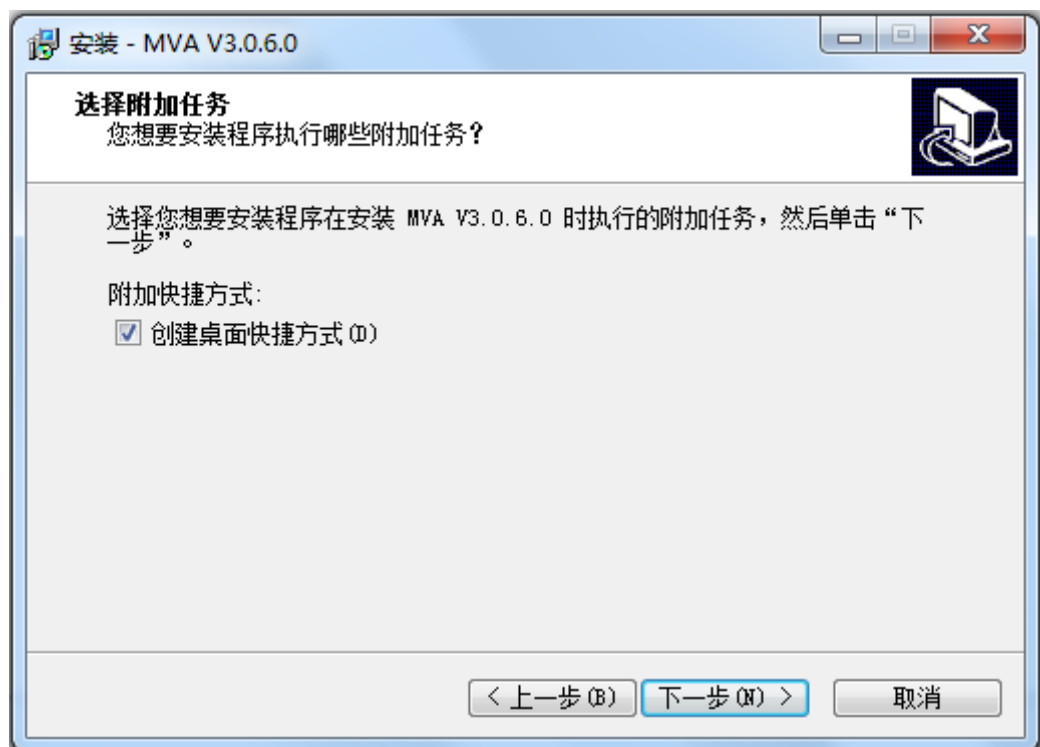 安装 - MVA V3.0.6.0
选择附加任务
您想要安装程序执行哪些附加任务?
选择您想要安装程序在安装 MVA V3.0.6.0 时执行的附加任务，然后单击“下
一步”。
附加快捷方式:
创建桌面快捷方式(D)
< 上一步(B) 下一步(N) > 取消